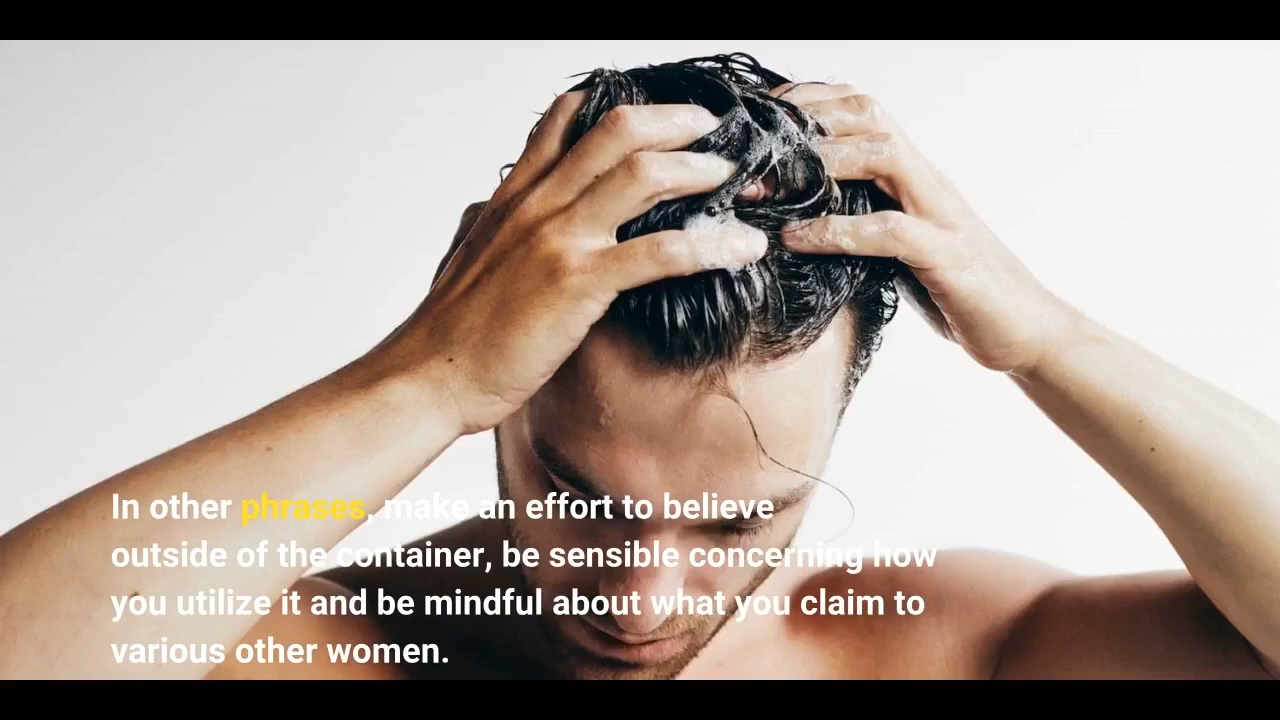 In other phrases, make an effort to believe
outside of the container, be sensible concerning how
you utilize it and be mindful about what you claim to
various other women.